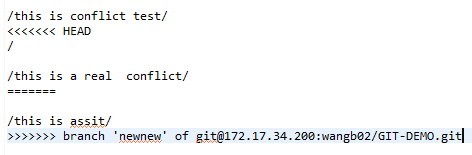 /this is conflict test/
<<<<<<< HEAD
/
/this is a real  conflict/
=======
/this is assit/
>>>>>>> branch 'newnew' of git@172.17.34.200:wangb02/GIT-DEMO.git